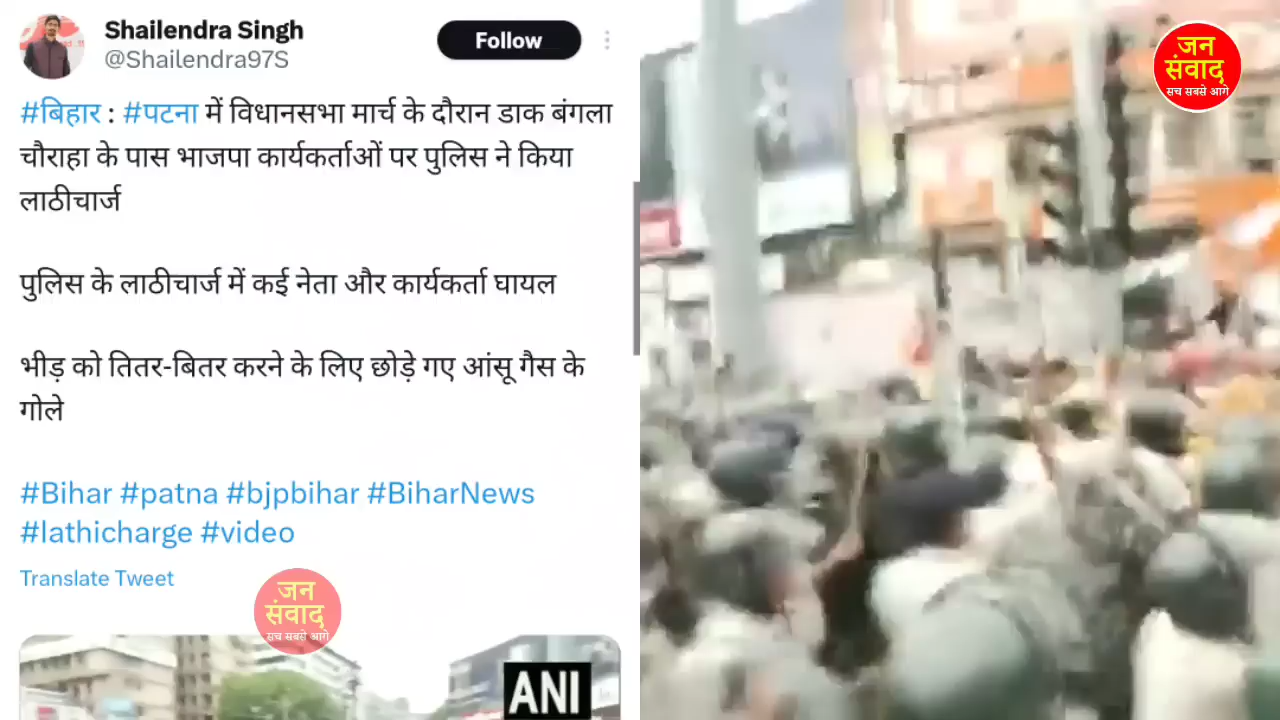 Shailendra Singh
@Shailendra97S
Follow
#बिहार : #पटना में विधानसभा मार्च के दौरान डाक बंगला
चौराहा के पास भाजपा कार्यकर्ताओं पर पुलिस ने किया
लाठीचार्ज
पुलिस के लाठीचार्ज में कई नेता और कार्यकर्ता घायल
भीड़ को तितर-बितर करने के लिए छोड़े गए आंसू गैस के
गोले
#Bihar #patna #bjpbihar #BiharNews
#lathicharge #video
Translate Tweet
जन
संवाद
सच सबसे आगे
ANI
जन
संवाद
सच सबसे आगे